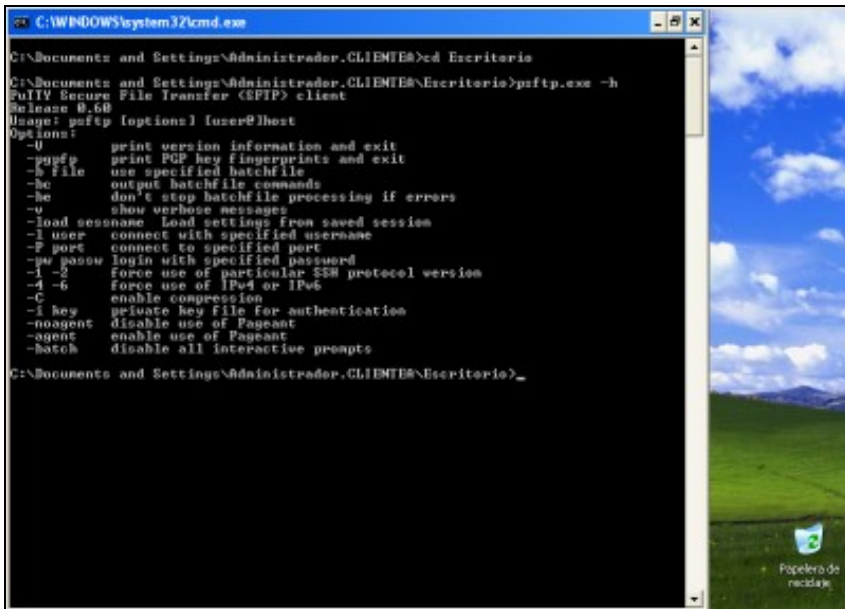 C:\WINDOWS\system32\cmd.exe
C:\Documents and Settings\Administrador.CLIENTEA>cd Escritorio
C:\Documents and Settings\Administrador.CLIENTEA\Escritorio>psftp.exe -h
PuTTY Secure File Transfer (SFTP) client
Release 0.60
Usage: psftp [options] [user@]host
Options:
-V print version information and exit
-pgpfp print PGP key fingerprints and exit
-b file use specified batchfile
-bc output batchfile commands
-be don't stop batchfile processing if errors
-v show verbose messages
-load sessname Load settings from saved session
-l user connect with specified username
-P port connect to specified port
-pw passw login with specified password
-1 -2 force use of particular SSH protocol version
-4 -6 force use of IPv4 or IPv6
-C enable compression
-i key private key file for authentication
-noagent disable use of Pageant
-agent enable use of Pageant
-batch disable all interactive prompts
C:\Documents and Settings\Administrador.CLIENTEA\Escritorio>_
Papelera de
reciclaje